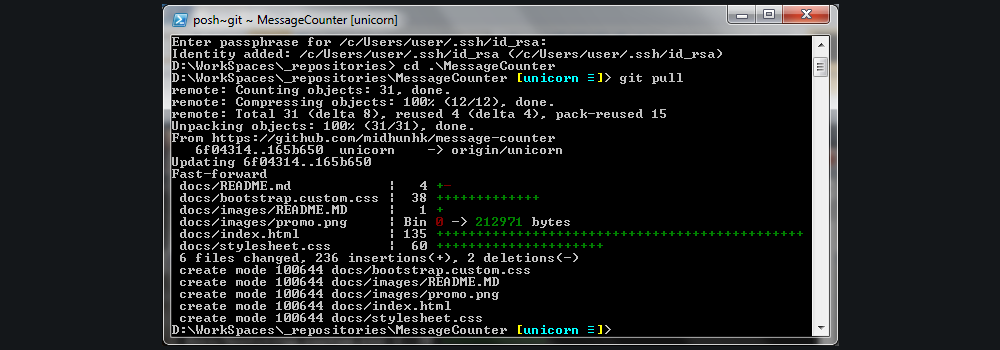 posh~git ~ MessageCounter [unicorn]
Enter passphrase for /c/Users/user/.ssh/id_rsa:
Identity added: /c/Users/user/.ssh/id_rsa (/c/Users/user/.ssh/id_rsa)
D:\WorkSpaces\_repositories> cd .\MessageCounter
D:\WorkSpaces\_repositories\MessageCounter [unicorn ≡]> git pull
remote: Counting objects: 31, done.
remote: Compressing objects: 100% (12/12), done.
remote: Total 31 (delta 8), reused 4 (delta 4), pack-reused 15
Unpacking objects: 100% (31/31), done.
From https://github.com/midhunhk/message-counter
   6f04314..165b650  unicorn    -> origin/unicorn
Updating 6f04314..165b650
Fast-forward
 docs/README.md            |   4 +-
 docs/bootstrap.custom.css |  38 +++++++++++++
 docs/images/README.MD     |   1 +
 docs/images/promo.png     | Bin 0 -> 212971 bytes
 docs/index.html           | 135 ++++++++++++++++++++++++++++++++++++++++++++++
 docs/stylesheet.css       |  60 +++++++++++++++++++++
 6 files changed, 236 insertions(+), 2 deletions(-)
 create mode 100644 docs/bootstrap.custom.css
 create mode 100644 docs/images/README.MD
 create mode 100644 docs/images/promo.png
 create mode 100644 docs/index.html
 create mode 100644 docs/stylesheet.css
D:\WorkSpaces\_repositories\MessageCounter [unicorn ≡]>